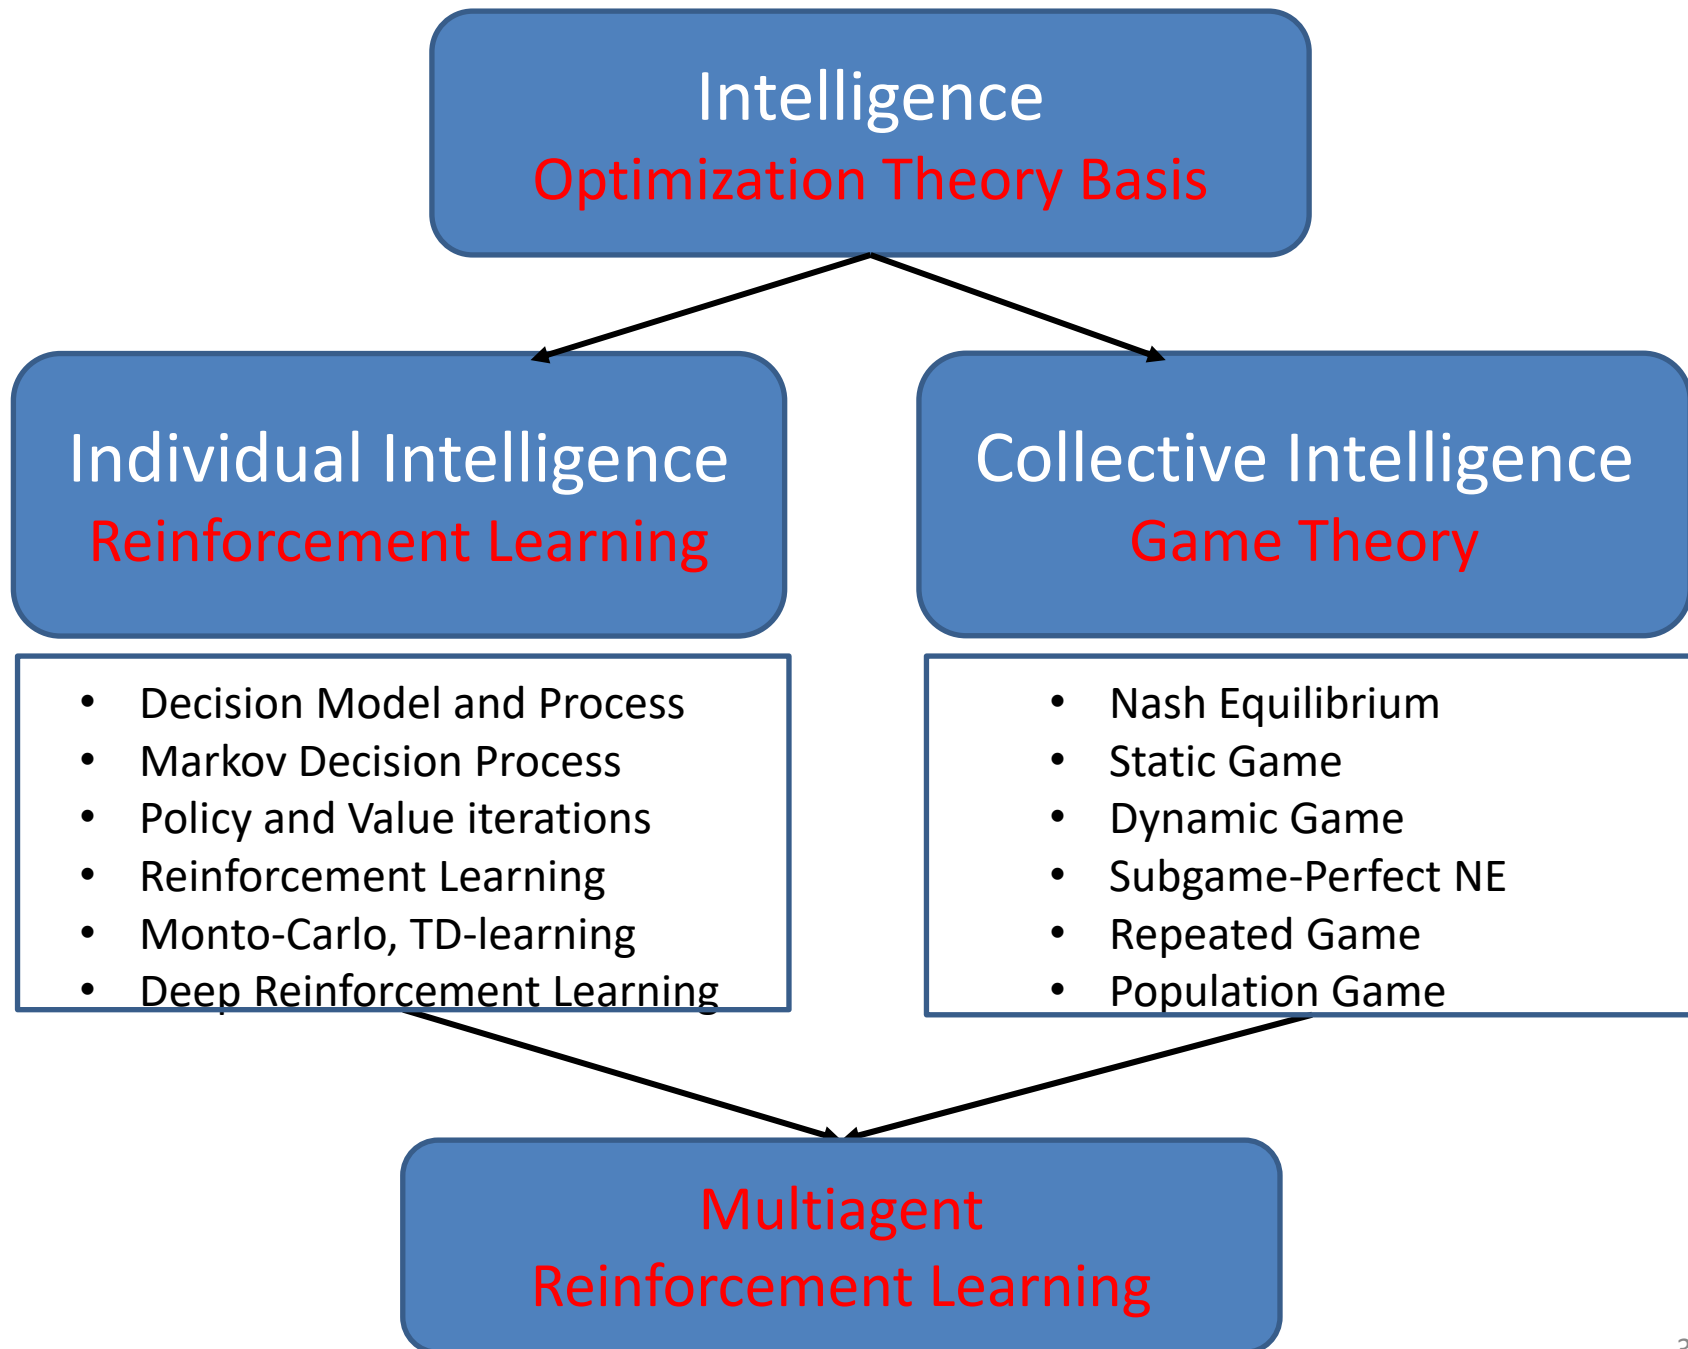 Intelligence
Optimization Theory Basis
Individual Intelligence
Reinforcement Learning
Collective Intelligence
Game Theory
• Decision Model and Process
• Markov Decision Process
• Policy and Value iterations
• Reinforcement Learning
• Monto-Carlo, TD-learning
• Deep Reinforcement Learning
• Nash Equilibrium
• Static Game
• Dynamic Game
• Subgame-Perfect NE
• Repeated Game
• Population Game
Multiagent
Reinforcement Learning